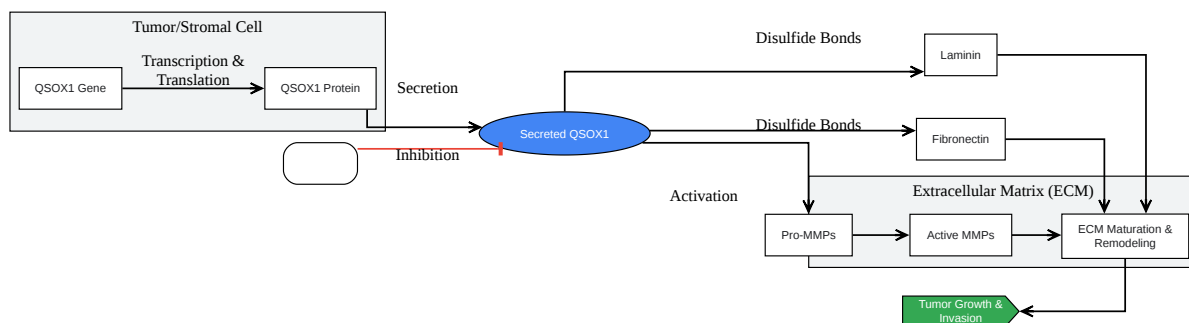 Tumor/Stromal Cell
Transcription &
Translation
QSOX1 Gene
QSOX1 Protein
Secretion
Secreted QSOX1
Inhibition
Disulfide Bonds
Laminin
Disulfide Bonds
Fibronectin
Activation
Extracellular Matrix (ECM)
Pro-MMPs
Active MMPs
ECM Maturation &
Remodeling
Tumor Growth &
Invasion